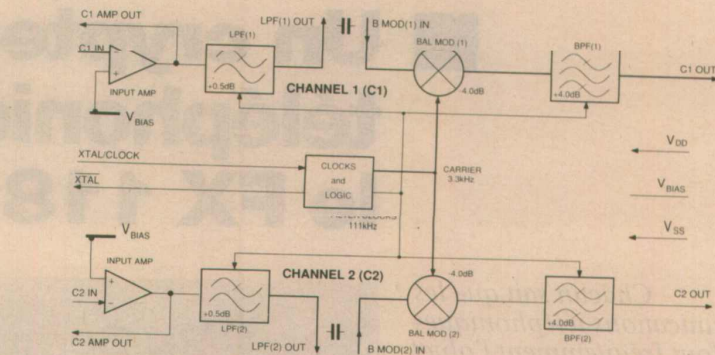 C1 AMP OUT
LPF(1) OUT
B MOD(1) IN
LPF(1)
BAL MOD (1)
BPF(1)
C1 IN
C1 OUT
-4.0dB
+0.5dB
+4.0dB
INPUT AMP
CHANNEL 1 (C1)
VBIAS
XTAL/CLOCK
CLOCKS
and
LOGIC
CARRIER
3.3kHz
VDD
XTAL
VBIAS
111kHz
VBIAS
VSS
INPUT AMP
CHANNEL 2 (C2)
-4.0dB
C2 IN
C2 OUT
+0.5dB
+4.0dB
LPF(2)
BAL MOD (2)
BPF(2)
C2 AMP OUT
LPF(2) OUT
B MOD(2) IN